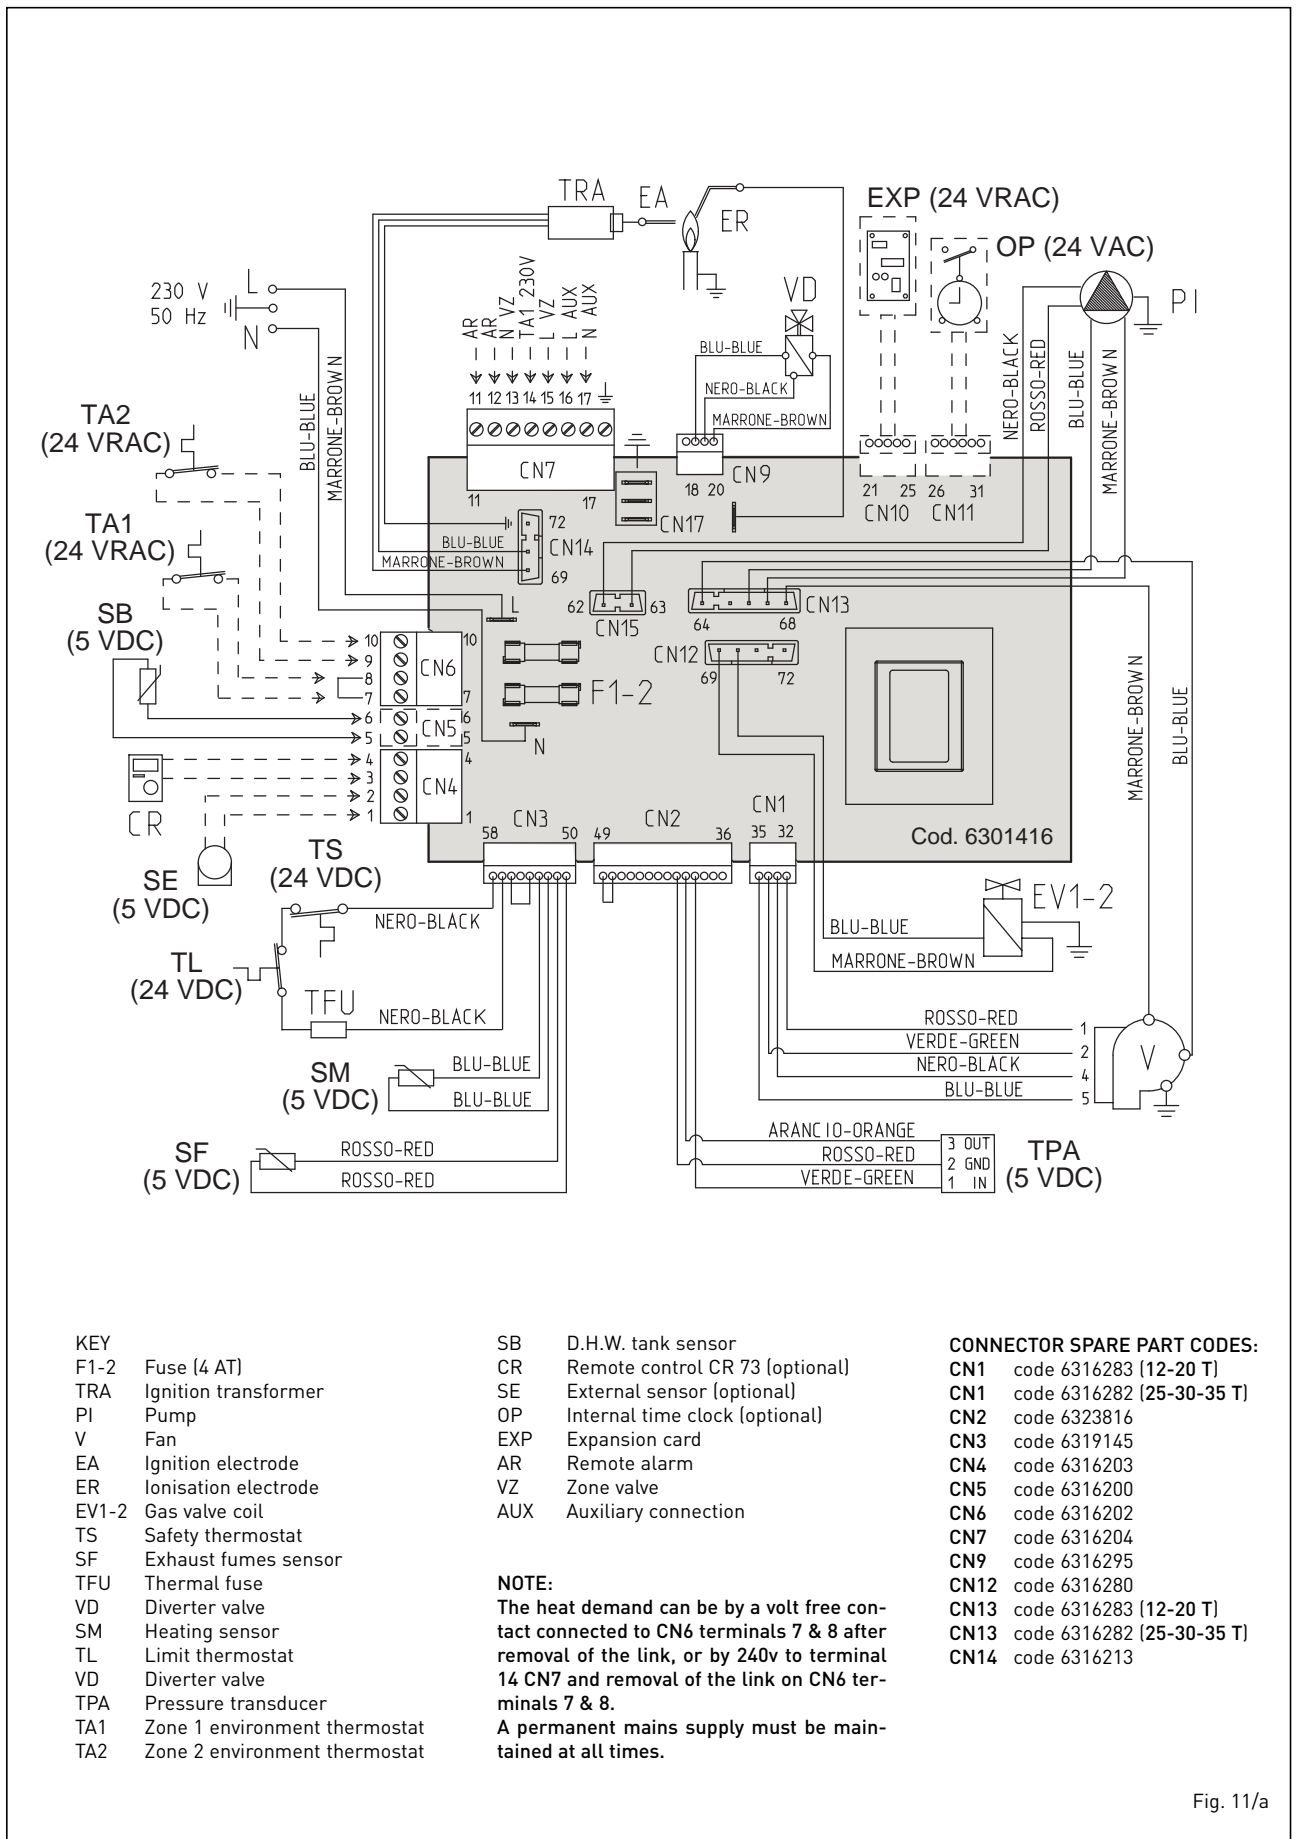 TRA
EA
ER
EXP (24 VRAC)
OP (24 VAC)
PI
VD
230 V
50 Hz
L
N
AR
AR
N VZ
TA1 230V
L VZ
L AUX
N AUX
11 12 13 14 15 16 17
CN7
11 17
BLU-BLUE
MARRONE-BROWN
BLU-BLUE
NERO-BLACK
MARRONE-BROWN
CN9
18 20
21 25
CN10
26 31
CN11
NERO-BLACK
ROSSO-RED
BLU-BLUE
MARRONE-BROWN
TA2
(24 VRAC)
TA1
(24 VRAC)
SB
(5 VDC)
CN17
72
BLU-BLUE
CN14
MARRONE-BROWN
69
L
62 63
CN15
64 68
CN13
CN12
69 72
F1-2
N
10 10
9
CN6
8
7 7
6 6
CN5
5 5
4 4
3
CN4
2
1 1
CR
SE
(5 VDC)
MARRONE-BROWN
BLU-BLUE
CN3
58 50
CN2
49 36
CN1
35 32
Cod. 6301416
TS
(24 VDC)
NERO-BLACK
TL
(24 VDC)
TFU
NERO-BLACK
EV1-2
BLU-BLUE
MARRONE-BROWN
SM
(5 VDC)
BLU-BLUE
BLU-BLUE
ROSSO-RED 1
VERDE-GREEN 2
NERO-BLACK 4
BLU-BLUE 5
V
SF
(5 VDC)
ROSSO-RED
ROSSO-RED
ARANCIO-ORANGE 3 OUT
ROSSO-RED 2 GND
VERDE-GREEN 1 IN
TPA
(5 VDC)
KEY
F1-2 Fuse (4 AT)
TRA Ignition transformer
PI Pump
V Fan
EA Ignition electrode
ER Ionisation electrode
EV1-2 Gas valve coil
TS Safety thermostat
SF Exhaust fumes sensor
TFU Thermal fuse
VD Diverter valve
SM Heating sensor
TL Limit thermostat
VD Diverter valve
TPA Pressure transducer
TA1 Zone 1 environment thermostat
TA2 Zone 2 environment thermostat
SB D.H.W. tank sensor
CR Remote control CR 73 (optional)
SE External sensor (optional)
OP Internal time clock (optional)
EXP Expansion card
AR Remote alarm
VZ Zone valve
AUX Auxiliary connection
NOTE:
The heat demand can be by a volt free con-
tact connected to CN6 terminals 7 & 8 after
removal of the link, or by 240v to terminal
14 CN7 and removal of the link on CN6 ter-
minals 7 & 8.
A permanent mains supply must be main-
tained at all times.
CONNECTOR SPARE PART CODES:
CN1 code 6316283 (12-20 T)
CN1 code 6316282 (25-30-35 T)
CN2 code 6323816
CN3 code 6319145
CN4 code 6316203
CN5 code 6316200
CN6 code 6316202
CN7 code 6316204
CN9 code 6316295
CN12 code 6316280
CN13 code 6316283 (12-20 T)
CN13 code 6316282 (25-30-35 T)
CN14 code 6316213
Fig. 11/a